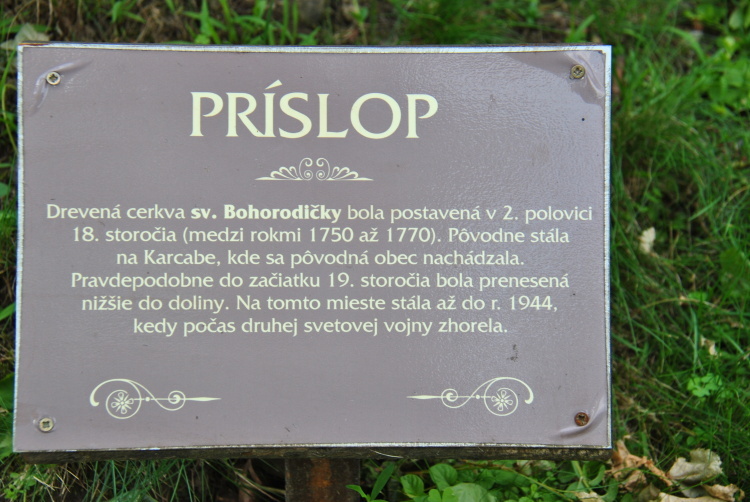 PRÍSLOP
Drevená cerkva sv. Bohorodičky bola postavená v 2. polovici
18. storočia (medzi rokmi 1750 až 1770). Pôvodne stála
na Karcabe, kde sa pôvodná obec nachádzala.
Pravdepodobne do začiatku 19. storočia bola prenesená
nižšie do doliny. Na tomto mieste stála až do r. 1944,
kedy počas druhej svetovej vojny zhorela.